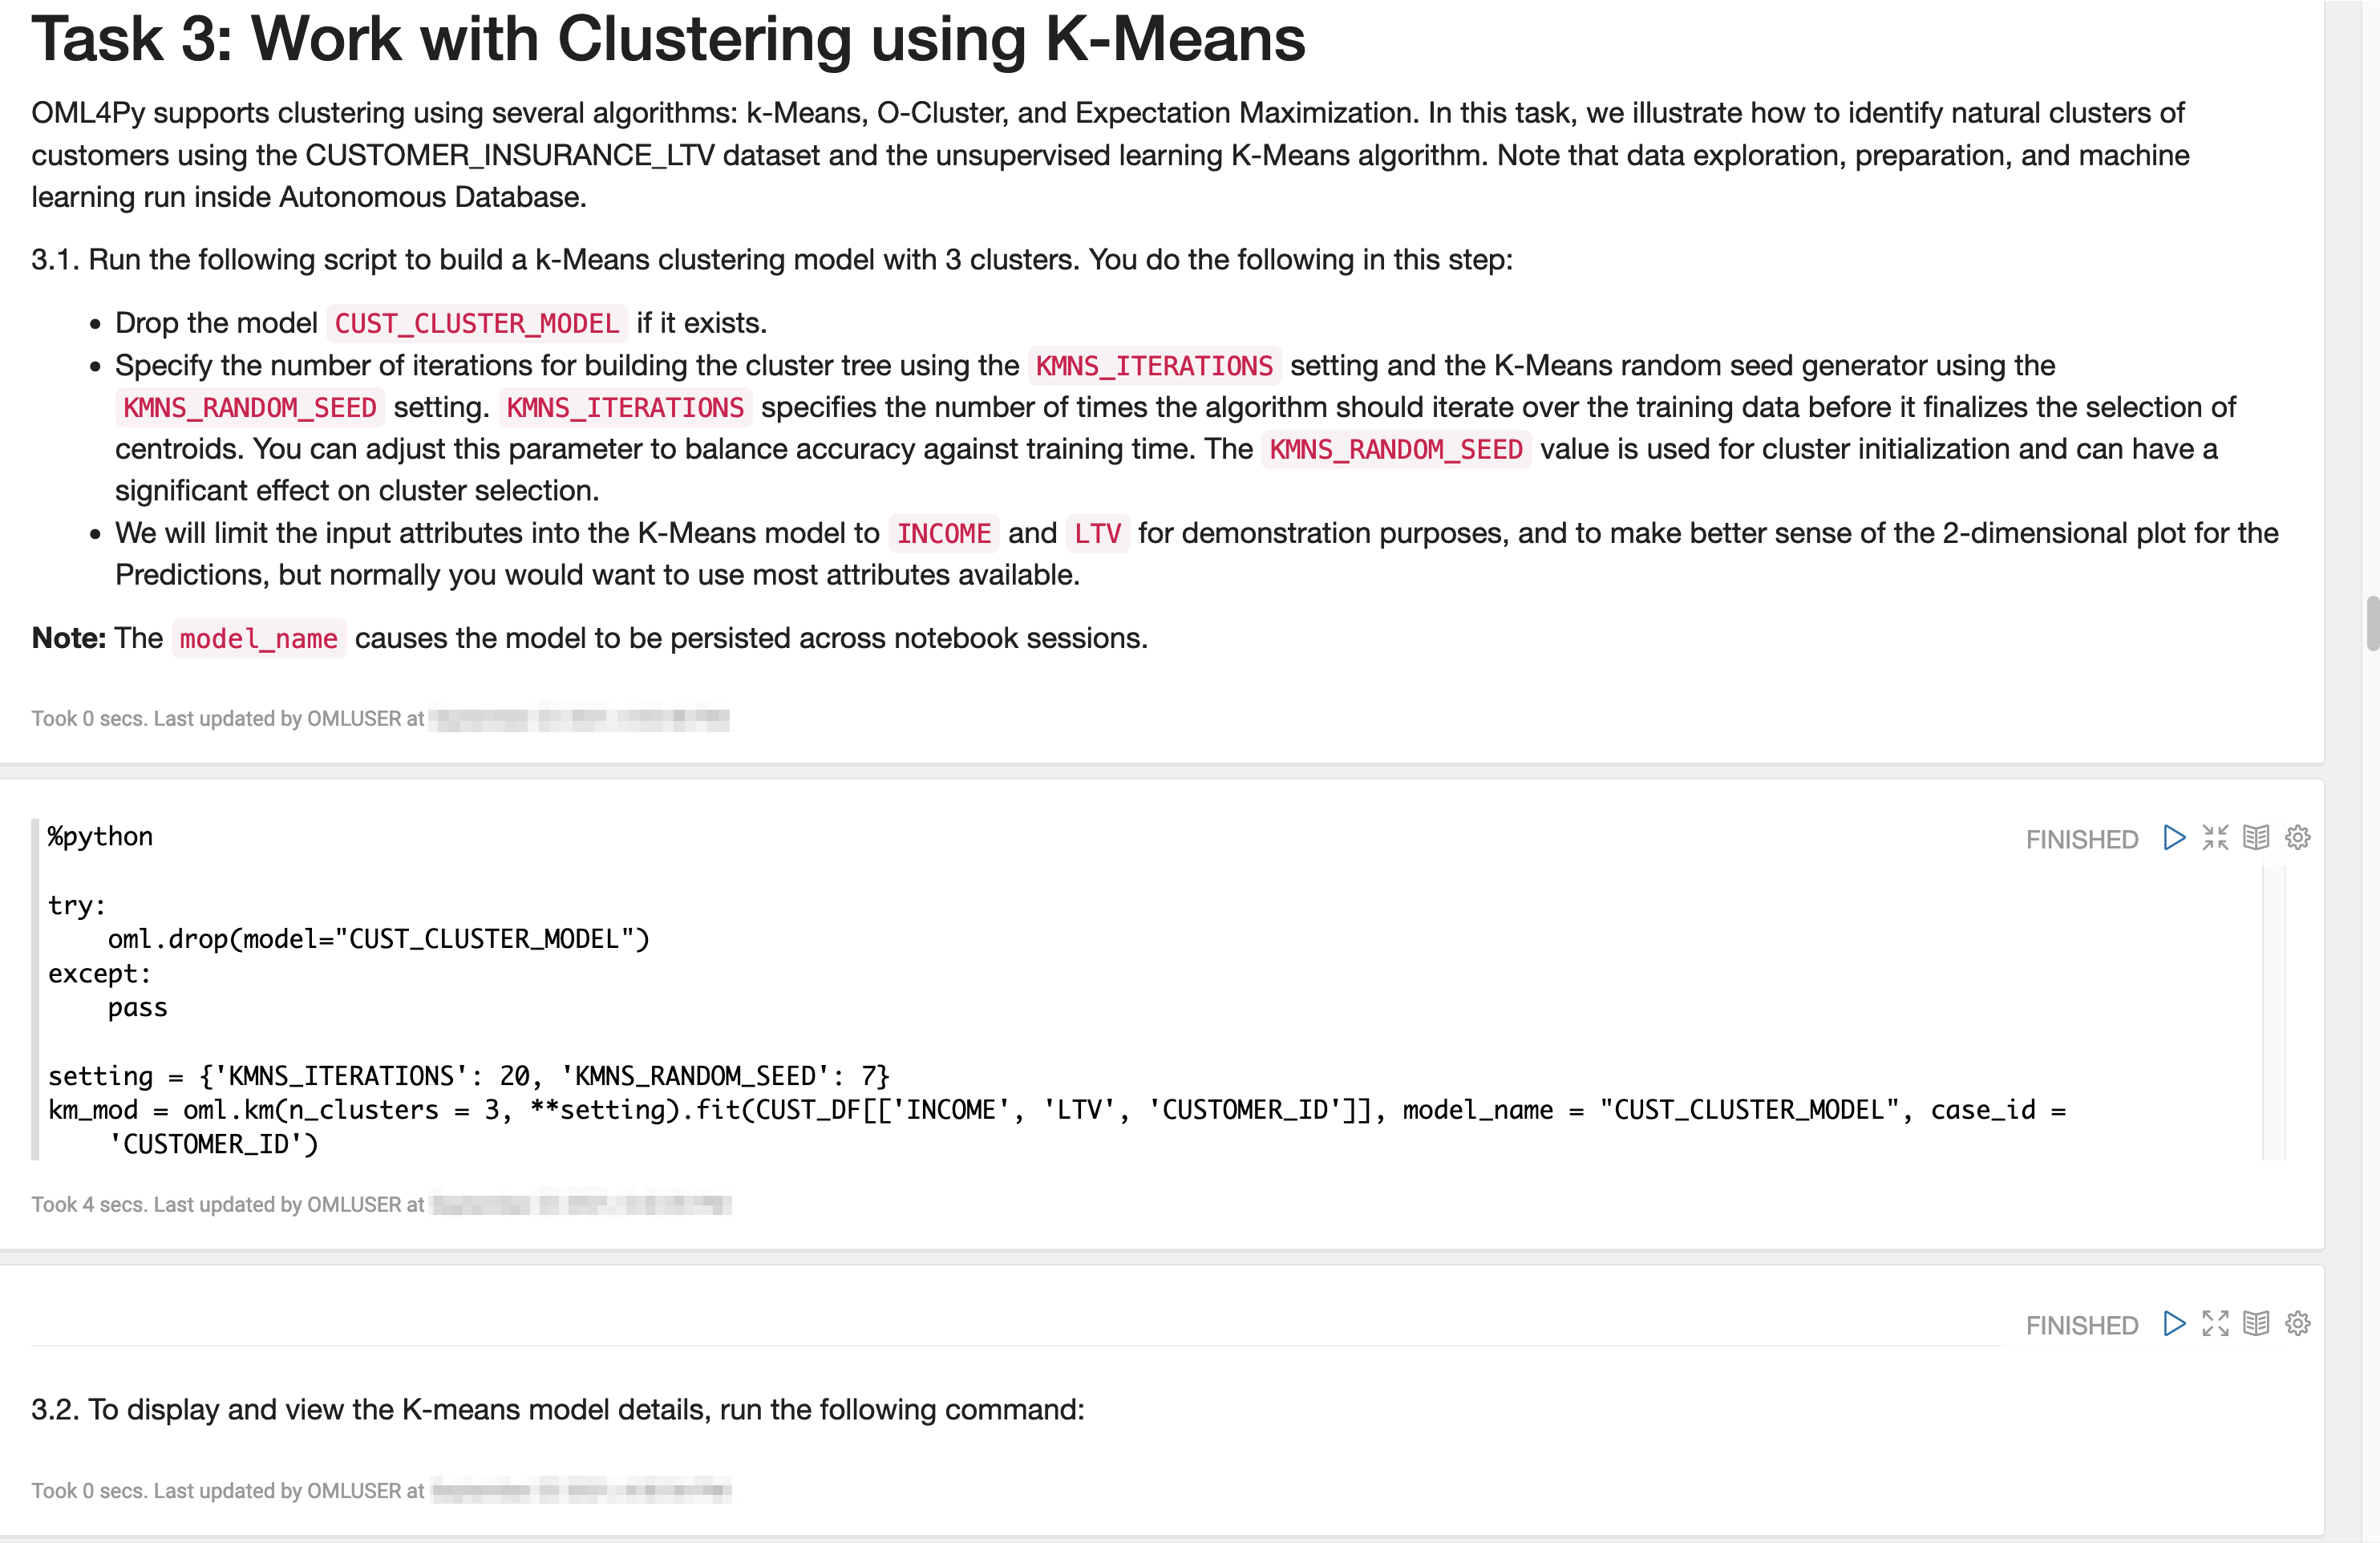 Task 3: Work with Clustering using K-Means
OML4Py supports clustering using several algorithms: k-Means, O-Cluster, and Expectation Maximization. In this task, we illustrate how to identify natural clusters of
customers using the CUSTOMER_INSURANCE_LTV dataset and the unsupervised learning K-Means algorithm. Note that data exploration, preparation, and machine
learning run inside Autonomous Database.
3.1. Run the following script to build a k-Means clustering model with 3 clusters. You do the following in this step:
• Drop the model CUST_CLUSTER_MODEL if it exists.
• Specify the number of iterations for building the cluster tree using the KMNS_ITERATIONS setting and the K-Means random seed generator using the
KMNS_RANDOM_SEED setting. KMNS_ITERATIONS specifies the number of times the algorithm should iterate over the training data before it finalizes the selection of
centroids. You can adjust this parameter to balance accuracy against training time. The KMNS_RANDOM_SEED value is used for cluster initialization and can have a
significant effect on cluster selection.
• We will limit the input attributes into the K-Means model to INCOME and LTV for demonstration purposes, and to make better sense of the 2-dimensional plot for the
Predictions, but normally you would want to use most attributes available.
Note: The model_name causes the model to be persisted across notebook sessions.
Took 0 secs. Last updated by OMLUSER at
%python
FINISHED
try:
    oml.drop(model="CUST_CLUSTER_MODEL")
except:
    pass
setting = {'KMNS_ITERATIONS': 20, 'KMNS_RANDOM_SEED': 7}
km_mod = oml.km(n_clusters = 3, **setting).fit(CUST_DF[['INCOME', 'LTV', 'CUSTOMER_ID']], model_name = "CUST_CLUSTER_MODEL", case_id =
    'CUSTOMER_ID')
Took 4 secs. Last updated by OMLUSER at
FINISHED
3.2. To display and view the K-means model details, run the following command:
Took 0 secs. Last updated by OMLUSER at